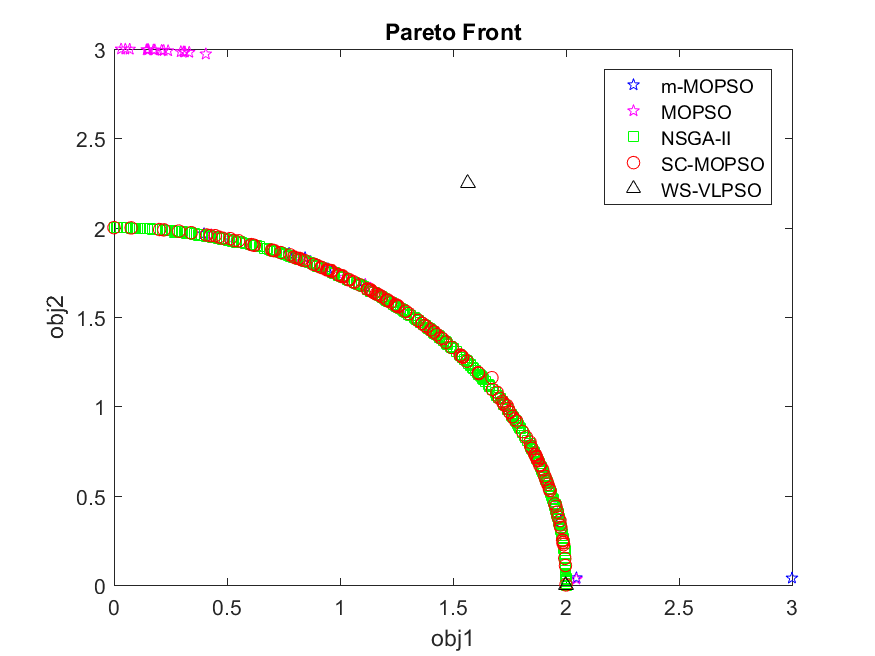 Pareto Front
m-MOPSO
MOPSO
NSGA-II
SC-MOPSO
WS-VLPSO
3
2.5
2
1.5
1
0.5
0
obj2
0 0.5 1 1.5 2 2.5 3
obj1